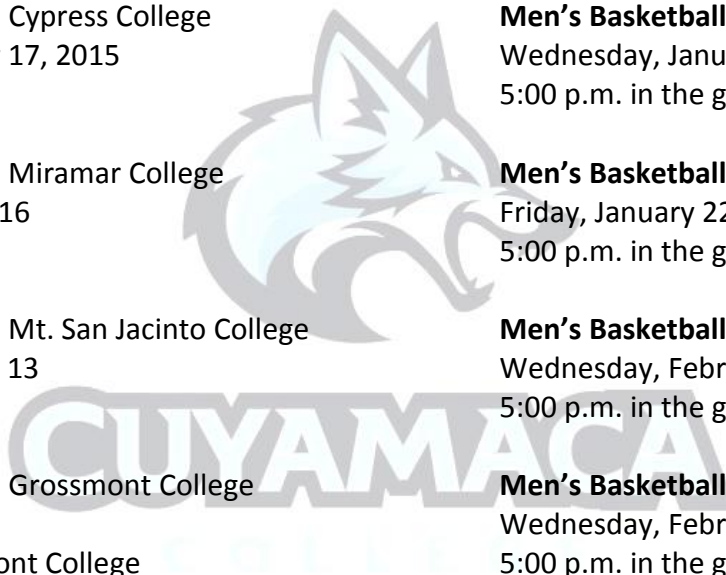 Cypress College
17, 2015
Miramar College
16
Mt. San Jacinto College
13
Grossmont College
ont College
Men's Basketball
Wednesday, Janu
5:00 p.m. in the g
Men's Basketball
Friday, January 22
5:00 p.m. in the g
Men's Basketball
Wednesday, Febr
5:00 p.m. in the g
Men's Basketball
Wednesday, Febr
5:00 p.m. in the g
CUYAMACA
COLLEGE